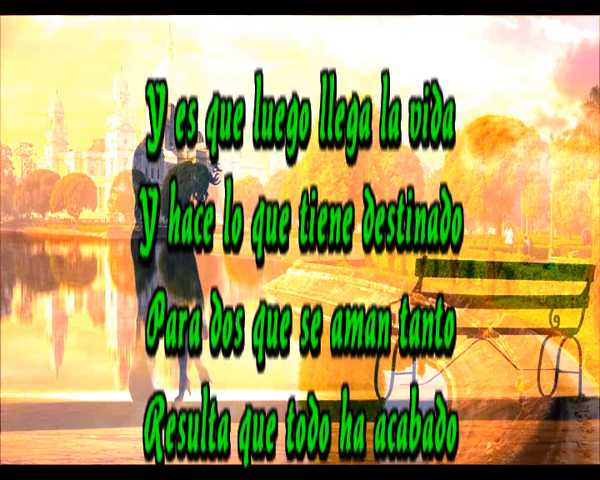 Y es que luego llega la vida
Y hace lo que tiene destinado
Para dos que se aman tanto
Resulta que todo ha acabado